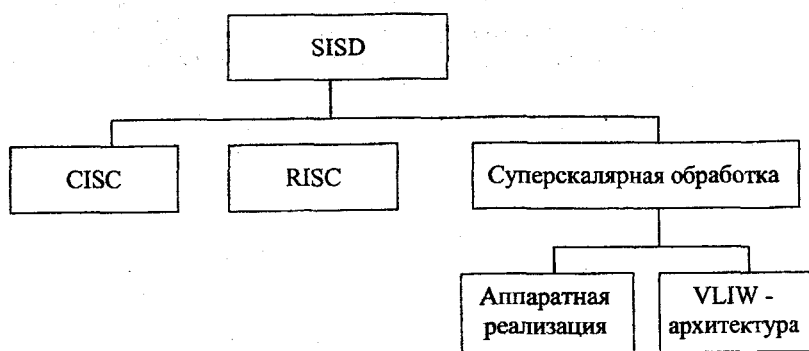 SISD
CISC
RISC
Суперскалярная обработка
Аппаратная
реализация
VLIW -
архитектура